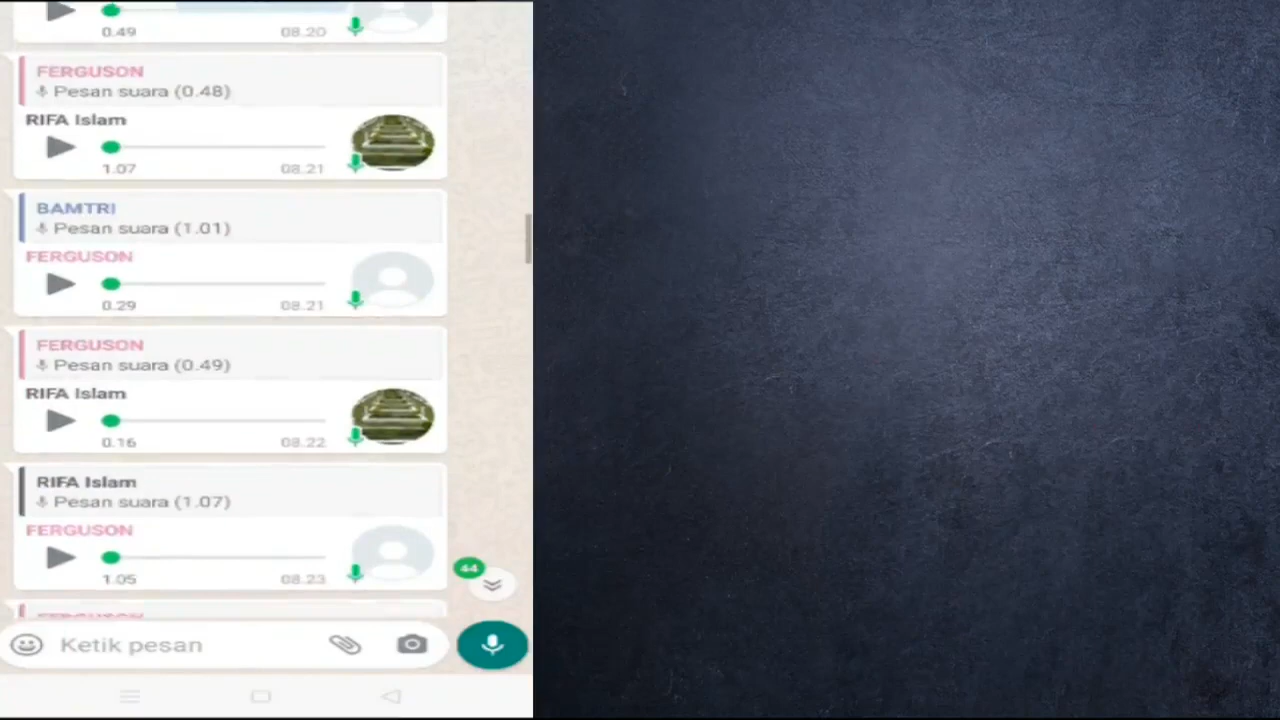 0.49 08.20
FERGUSON
Pesan suara (0.48)
RIFA Islam
1.07 08.21
BAMTRI
Pesan suara (1.01)
FERGUSON
0.29 08.21
FERGUSON
Pesan suara (0.49)
RIFA Islam
0.16 08.22
RIFA Islam
Pesan suara (1.07)
FERGUSON
1.05 08.23
44
FERGUSON
Ketik pesan